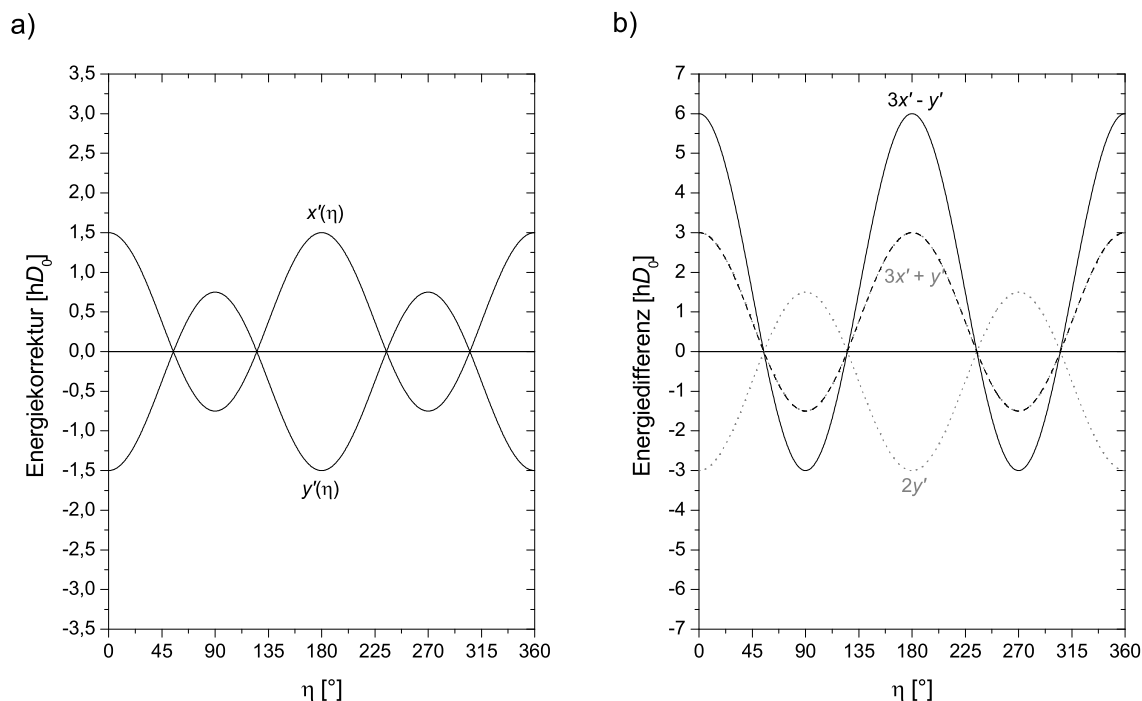 a)
3,5
3,0
2,5
2,0
1,5
1,0
0,5
0,0
-0,5
-1,0
-1,5
-2,0
-2,5
-3,0
-3,5
Energiekorrektur [hD₀]
x'(η)
y'(η)
0 45 90 135 180 225 270 315 360
η [°]
b)
7
6
5
4
3
2
1
0
-1
-2
-3
-4
-5
-6
-7
Energiedifferenz [hD₀]
3x' - y'
3x' + y'
2y'
0 45 90 135 180 225 270 315 360
η [°]